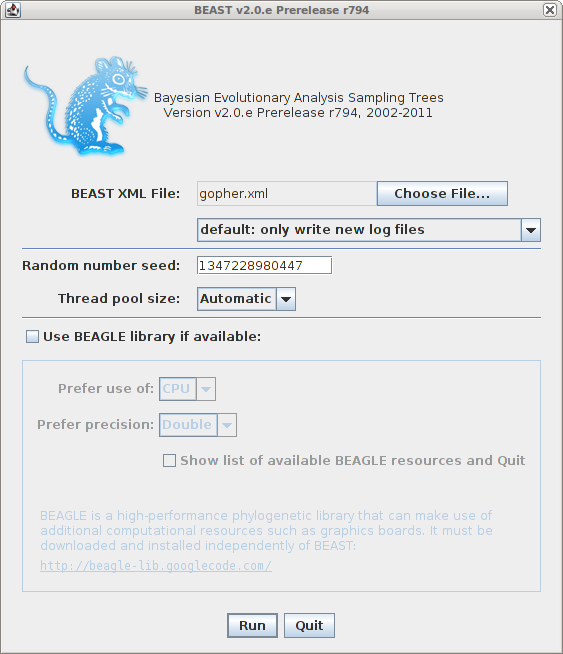 BEAST v2.0.e Prerelease r794
Bayesian Evolutionary Analysis Sampling Trees
Version v2.0.e Prerelease r794, 2002-2011
BEAST XML File: gopher.xml Choose File...
default: only write new log files
Random number seed: 1347228980447
Thread pool size: Automatic
Use BEAGLE library if available:
Prefer use of: CPU
Prefer precision: Double
Show list of available BEAGLE resources and Quit
BEAGLE is a high-performance phylogenetic library that can make use of
additional computational resources such as graphics boards. It must be
downloaded and installed independently of BEAST:
http://beagle-lib.googlecode.com/
Run Quit